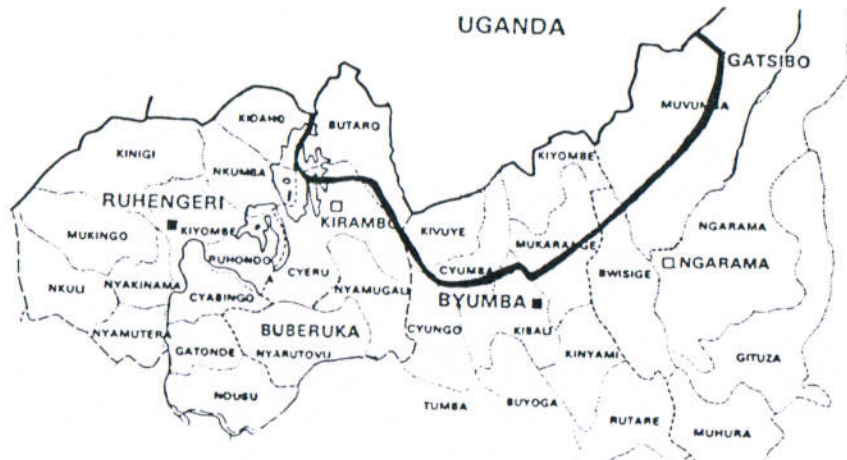 UGANDA
GATSIBO
MUVUMBA
KIDAHO
BUTARO
KINIGI
NKUMBA
KIYOMBE
RUHENGERI
KIRAMBO
KIVUYE
NGARAMA
MUKINGO
KIYOMBE
MUKARANGE
RUHONDO
CYERU
CYUMBA
BWISIGE
NGARAMA
NKULI
NYAKINAMA
CYABINGO
NYAMUGALI
BYUMBA
NYAMUTERA
BUBERUKA
CYUNGO
KIBALI
GATONDE
NYARUTOVU
KINYAMI
GITUZA
NDUSU
TUMBA
BUYOGA
RUTARE
MUHURA